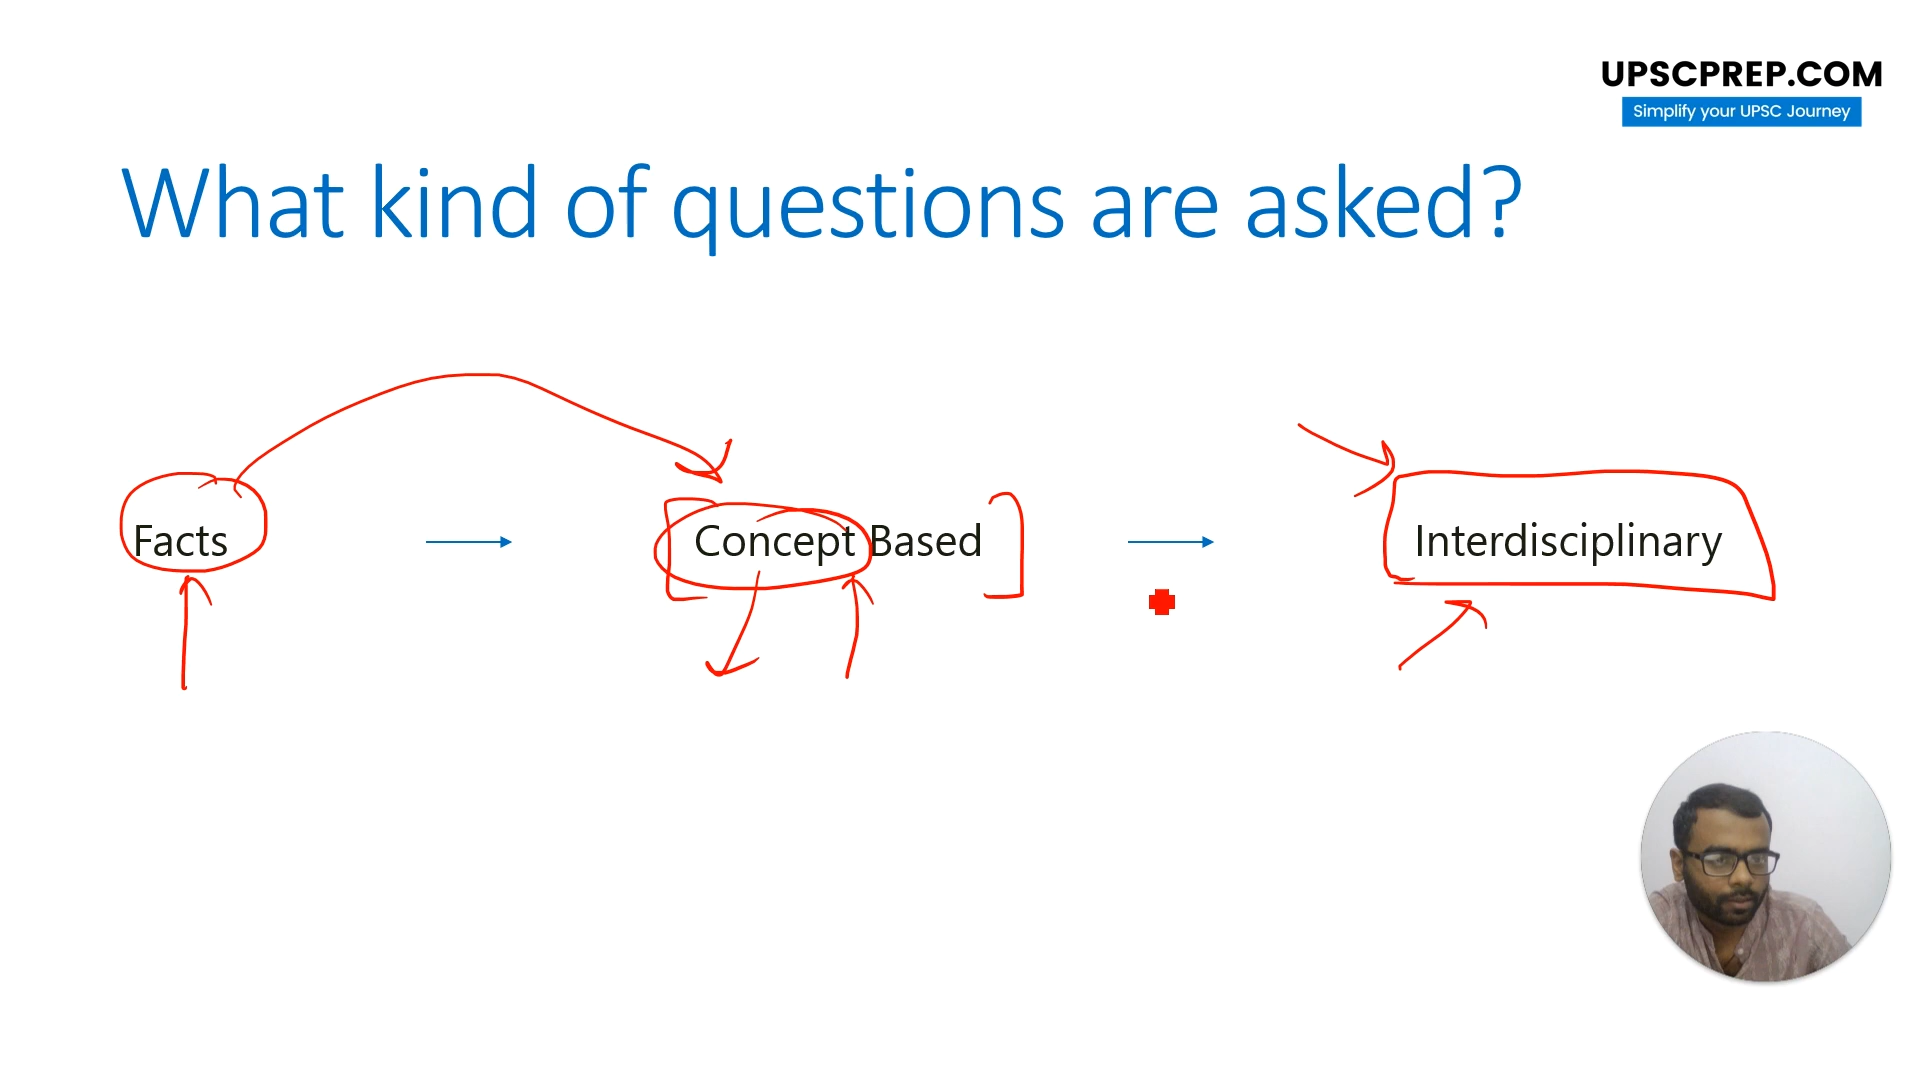 UPSCPREP.COM
Simplify your UPSC Journey
What kind of questions are asked?
Facts
Concept Based
Interdisciplinary